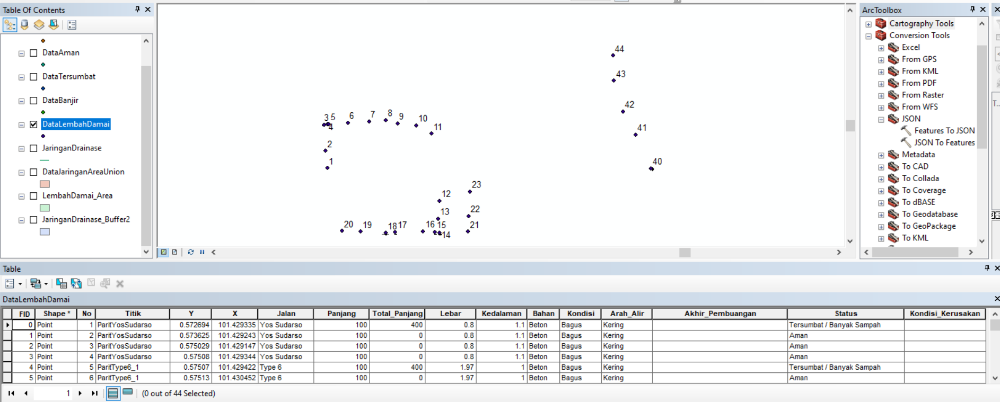 Table Of Contents
DataAman
DataTersumbat
DataBanjir
DataLembahDamai
JaringanDrainase
DataJaringanAreaUnion
LembahDamai_Area
JaringanDrainase_Buffer2
44
43
42
41
40
3 5 6 7 8 9 10 11
4
2
1
12
23
13
22
20 19 18 17 16 15 21
14
ArcToolbox
Cartography Tools
Conversion Tools
Excel
From GPS
From KML
From PDF
From Raster
From WFS
JSON
Features To JSON
JSON To Features
Metadata
To CAD
To Collada
To Coverage
To dBASE
To Geodatabase
To GeoPackage
To KML
T...
Table
DataLembahDamai
FID Shape * No Titik Y X Jalan Panjang Total_Panjang Lebar Kedalaman Bahan Kondisi Arah_Alir Akhir_Pembuangan Status Kondisi_Kerusakan
0 Point 1 ParitYosSudarso 0.572694 101.429335 Yos Sudarso 100 400 0.8 1.1 Beton Bagus Kering Tersumbat / Banyak Sampah
1 Point 2 ParitYosSudarso 0.573625 101.429243 Yos Sudarso 100 0 0.8 1.1 Beton Bagus Kering Aman
2 Point 3 ParitYosSudarso 0.575029 101.429147 Yos Sudarso 100 0 0.8 1.1 Beton Bagus Kering Aman
3 Point 4 ParitYosSudarso 0.57508 101.429344 Yos Sudarso 100 0 0.8 1.1 Beton Bagus Kering Aman
4 Point 5 ParitType6_1 0.57507 101.429422 Type 6 100 400 1.97 1 Beton Bagus Kering Tersumbat / Banyak Sampah
5 Point 6 ParitType6_1 0.57513 101.430452 Type 6 100 0 1.97 1 Beton Bagus Kering Aman
1 (0 out of 44 Selected)